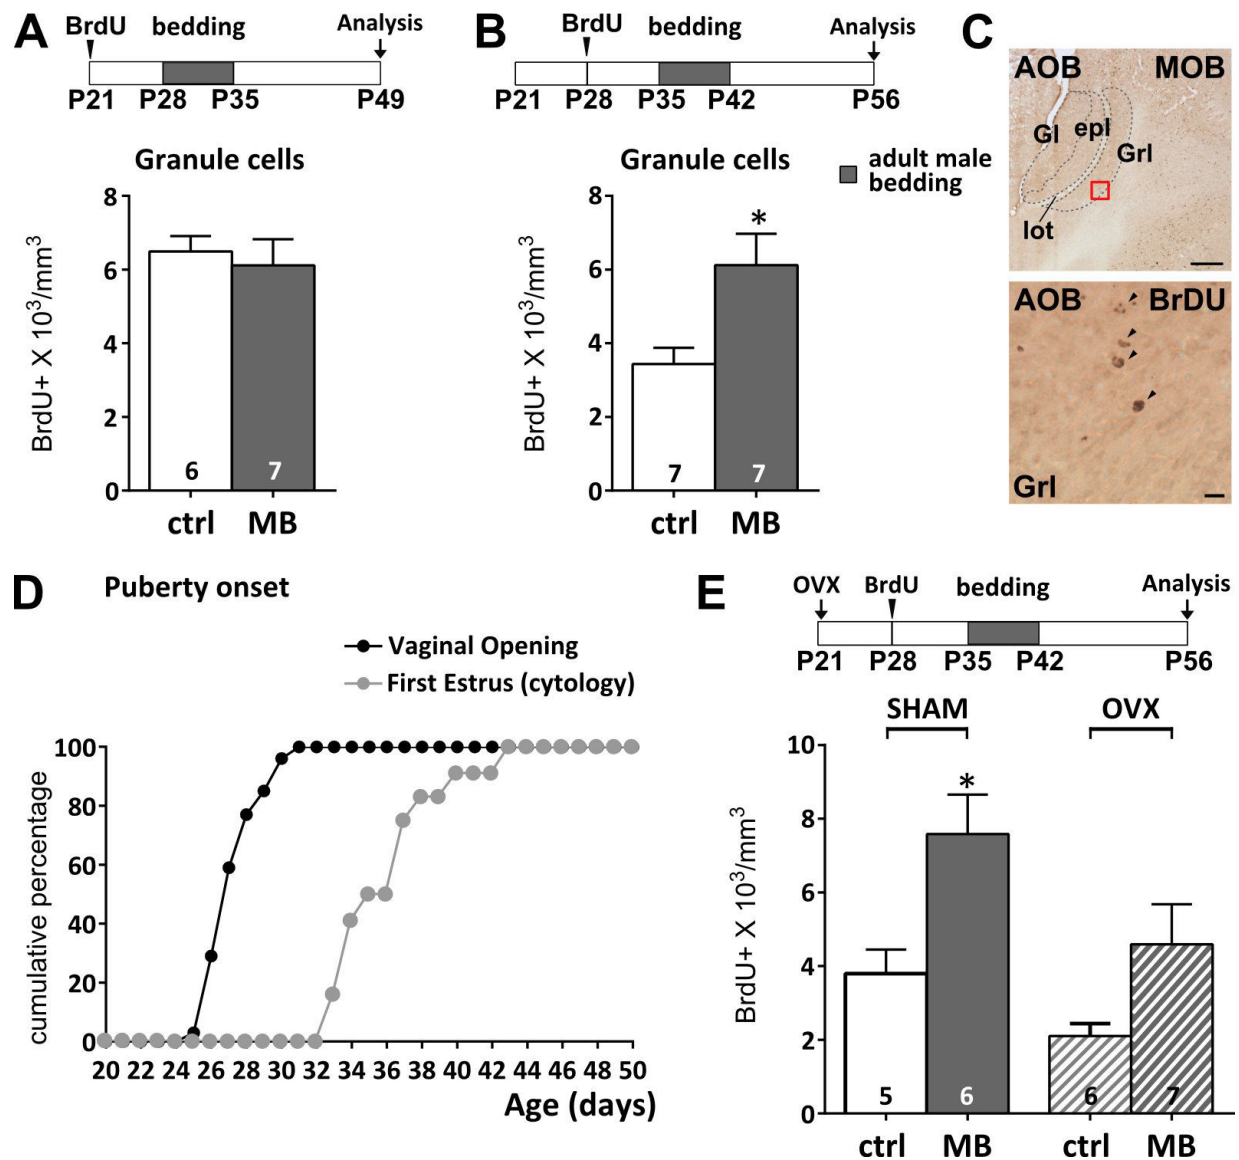 A
BrdU bedding Analysis
P21 P28 P35 P49
Granule cells
BrdU+ X 10³/mm³
8
6
4
2
0
6 7
ctrl MB
B
BrdU bedding Analysis
P21 P28 P35 P42 P56
Granule cells
adult male
bedding
BrdU+ X 10³/mm³
8
6
4
2
0
*
7 7
ctrl MB
C
AOB MOB
Gl epl Grl
lot
AOB BrDU
Grl
D Puberty onset
Vaginal Opening
First Estrus (cytology)
cumulative percentage
100
80
60
40
20
0
20 22 24 26 28 30 32 34 36 38 40 42 44 46 48 50
Age (days)
E
OVX BrdU bedding Analysis
P21 P28 P35 P42 P56
SHAM OVX
BrdU+ X 10³/mm³
10
8
6
4
2
0
*
5 6 6 7
ctrl MB ctrl MB